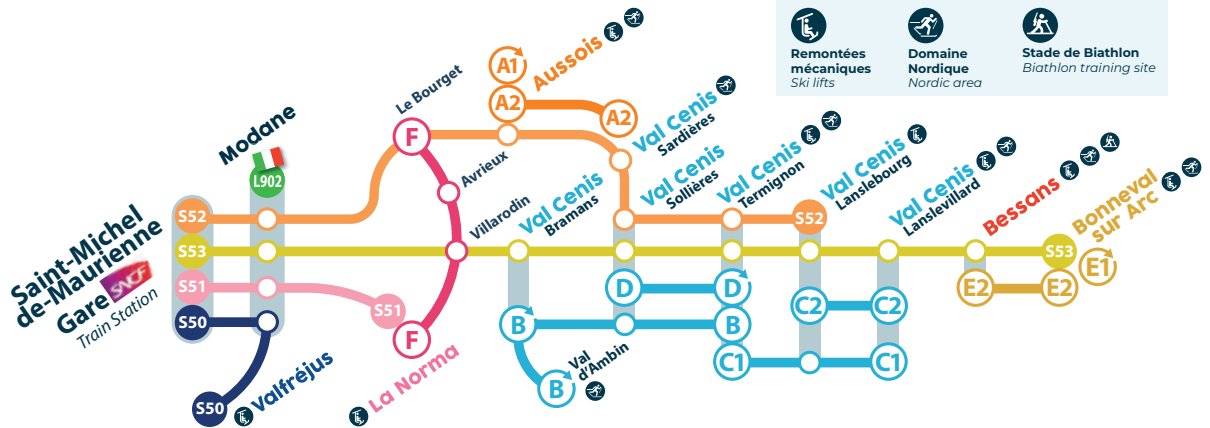 Remontées
mécaniques
Ski lifts
Domaine
Nordique
Nordic area
Stade de Biathlon
Biathlon training site
Saint-Michel
de-Maurienne
Gare SNCF
Train Station
Modane
L902
S52
S53
S51
S50
S50
Valfréjus
S51
La Norma
F
F
Le Bourget
Avrieux
Villarodin
A1
A2
A2
Aussois
Val Cenis
Sardières
Val Cenis
Bramans
Val Cenis
Sollières
Val Cenis
Termignon
Val Cenis
Lanslebourg
S52
Val Cenis
Lanslevillard
Bessans
Bonneval
sur Arc
S53
E1
E2
E2
D
D
B
B
B
Val
d'Ambin
C2
C2
C1
C1